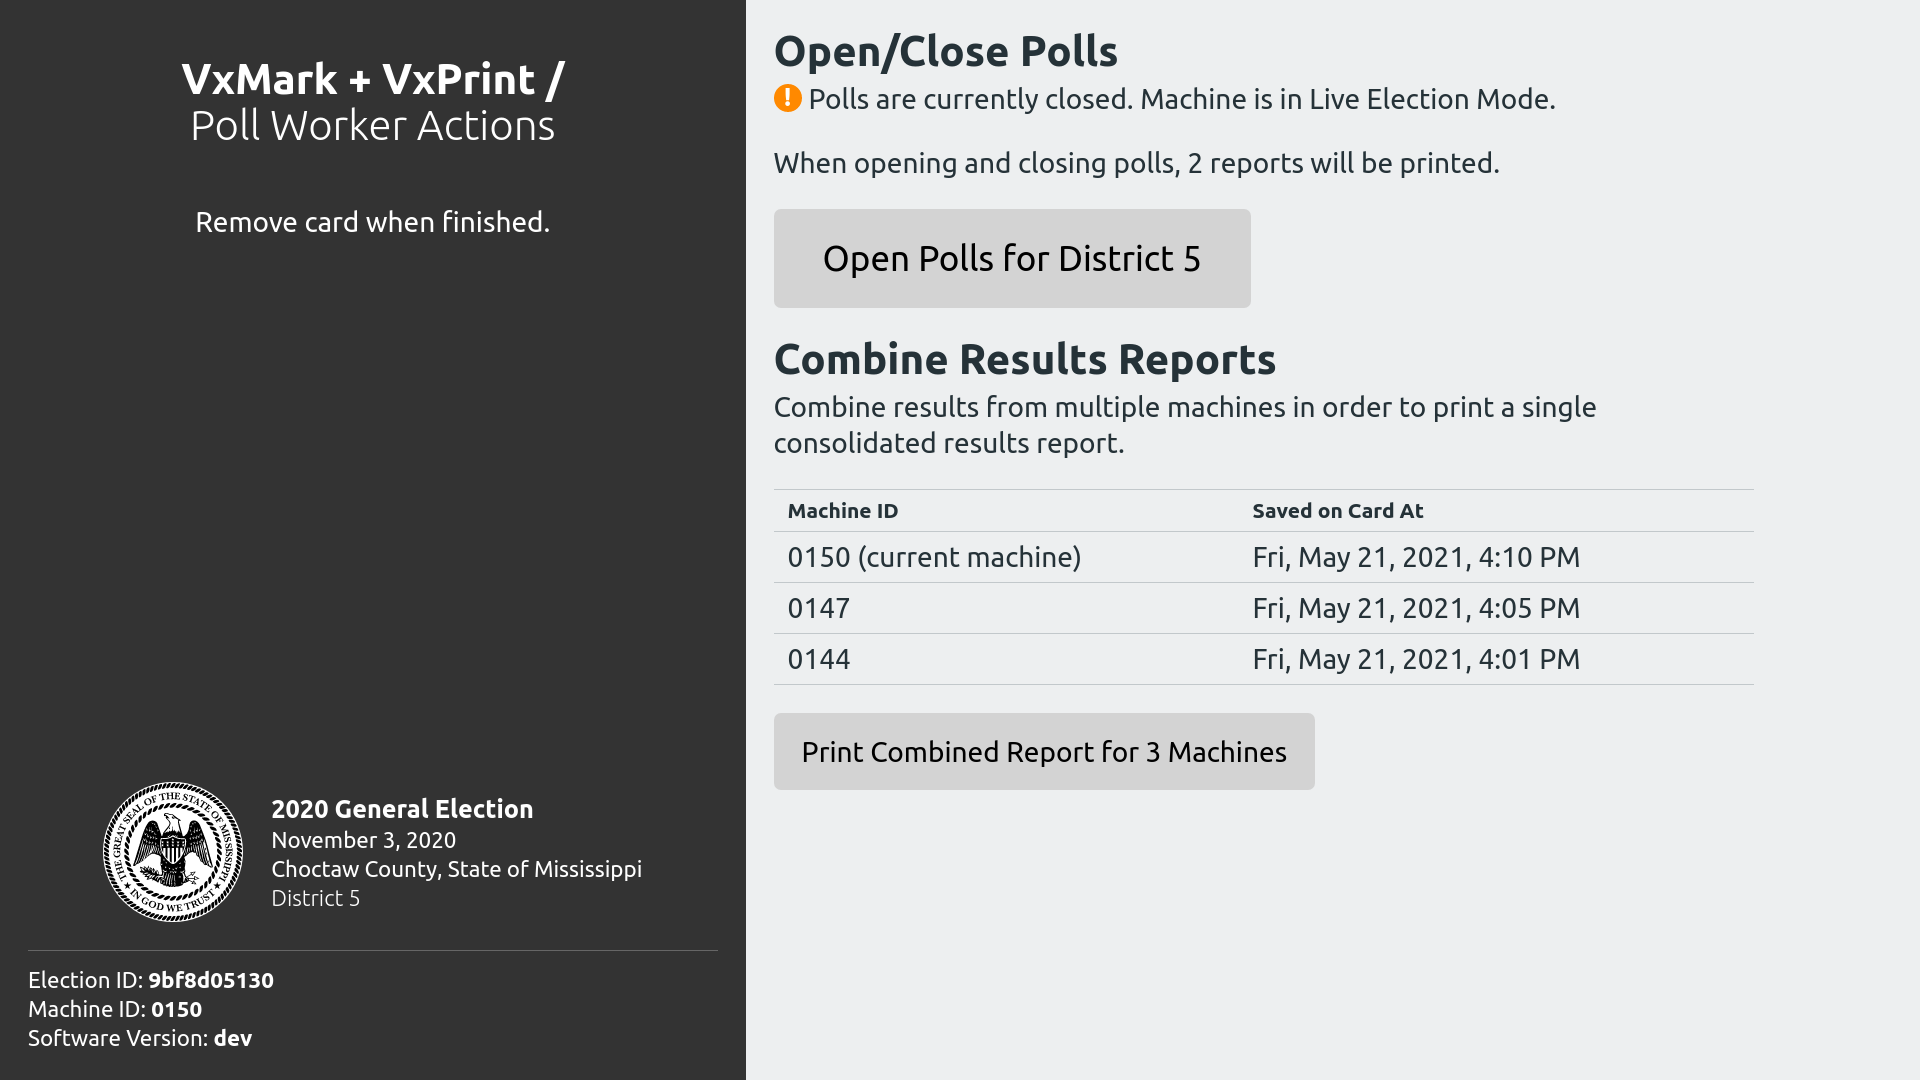 VxMark + VxPrint /
Poll Worker Actions
Remove card when finished.
THE GREAT SEAL OF THE STATE OF MISSISSIPPI
★ IN GOD WE TRUST ★
2020 General Election
November 3, 2020
Choctaw County, State of Mississippi
District 5
Election ID: 9bf8d05130
Machine ID: 0150
Software Version: dev
Open/Close Polls
! Polls are currently closed. Machine is in Live Election Mode.
When opening and closing polls, 2 reports will be printed.
Open Polls for District 5
Combine Results Reports
Combine results from multiple machines in order to print a single
consolidated results report.
Machine ID Saved on Card At
0150 (current machine) Fri, May 21, 2021, 4:10 PM
0147 Fri, May 21, 2021, 4:05 PM
0144 Fri, May 21, 2021, 4:01 PM
Print Combined Report for 3 Machines